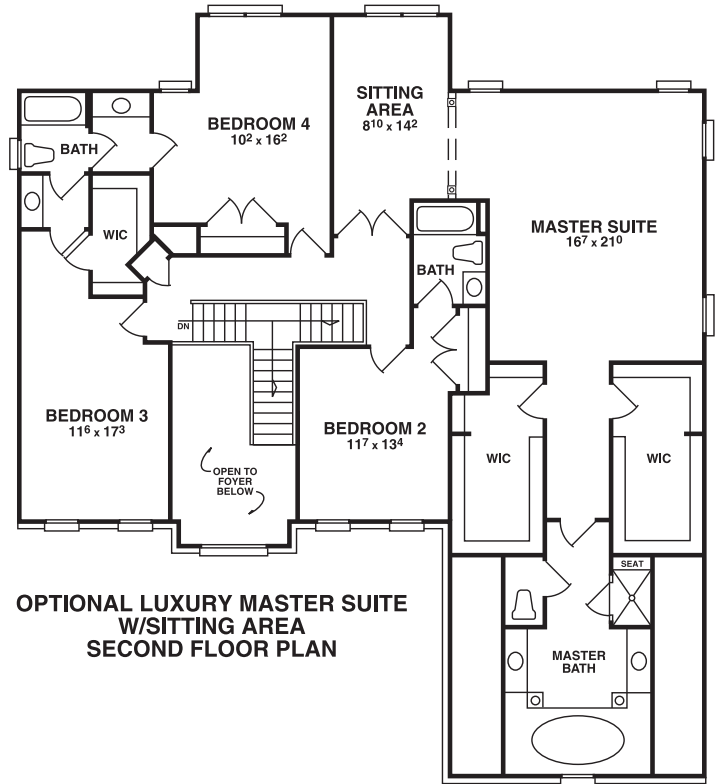 SITTING
AREA
8¹⁰ x 14²
BEDROOM 4
10² x 16²
BATH
WIC
MASTER SUITE
16⁷ x 21⁰
BATH
DN
BEDROOM 3
11⁶ x 17³
BEDROOM 2
11⁷ x 13⁴
OPEN TO
FOYER
BELOW
WIC
WIC
SEAT
OPTIONAL LUXURY MASTER SUITE
W/SITTING AREA
SECOND FLOOR PLAN
MASTER
BATH